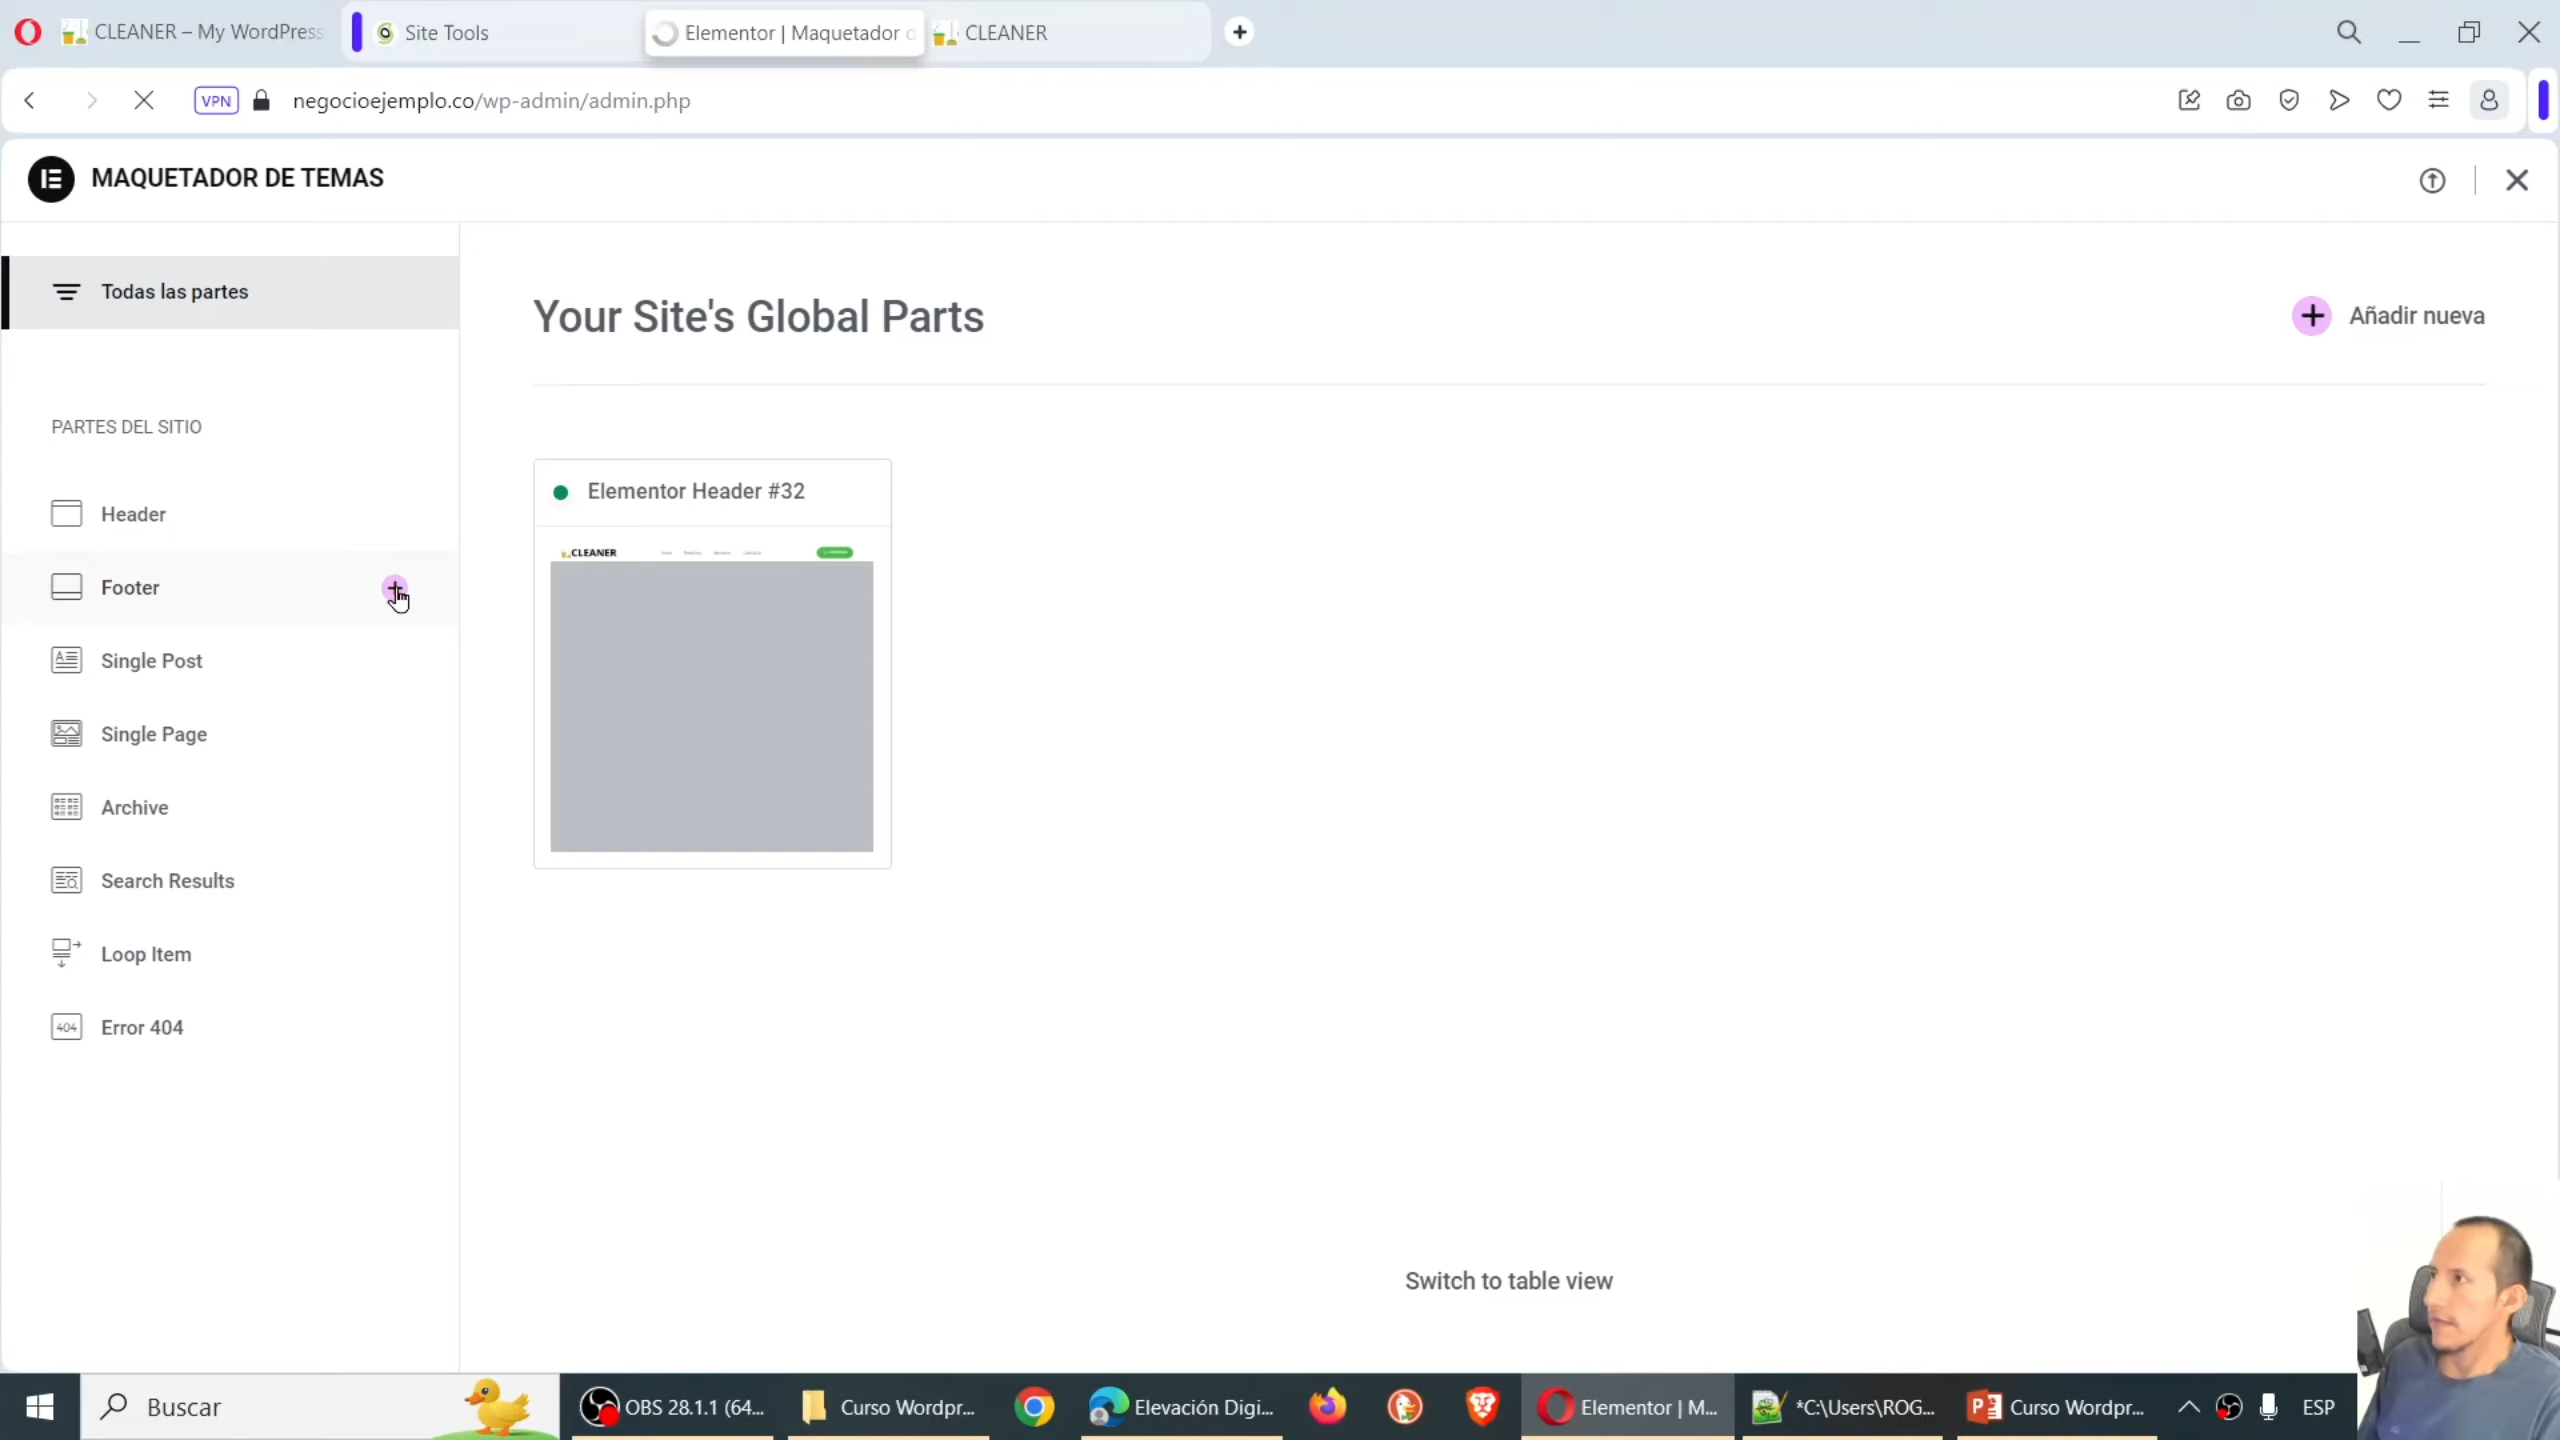 CLEANER – My WordPress
Site Tools
Elementor | Maquetador
CLEANER
VPN
negocioejemplo.co/wp-admin/admin.php
MAQUETADOR DE TEMAS
Todas las partes
Your Site's Global Parts
Añadir nueva
PARTES DEL SITIO
Elementor Header #32
CLEANER
Header
Footer
Single Post
Single Page
Archive
Search Results
Loop Item
404
Error 404
Switch to table view
Buscar
OBS 28.1.1 (64...
Curso Wordpr...
Elevación Digi...
Elementor | M...
*C:\Users\ROG...
Curso Wordpr...
ESP